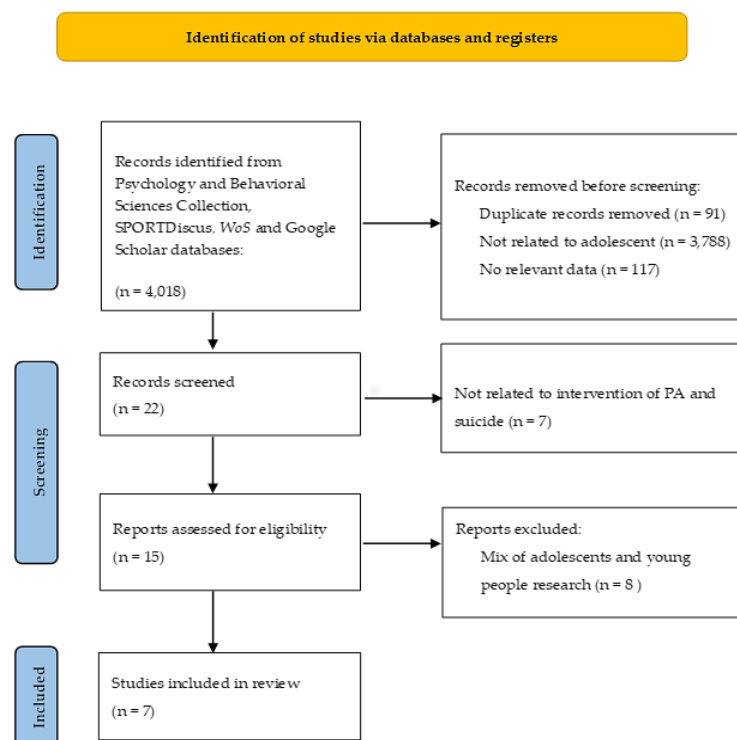 Identification of studies via databases and registers
Identification
Records identified from
Psychology and Behavioral
Sciences Collection,
SPORTDiscus, WoS and Google
Scholar databases:
(n = 4,018)
Records removed before screening:
Duplicate records removed (n = 91)
Not related to adolescent (n = 3,788)
No relevant data (n = 117)
Screening
Records screened
(n = 22)
Not related to intervention of PA and
suicide (n = 7)
Reports assessed for eligibility
(n = 15)
Reports excluded:
Mix of adolescents and young
people research (n = 8 )
Included
Studies included in review
(n = 7)